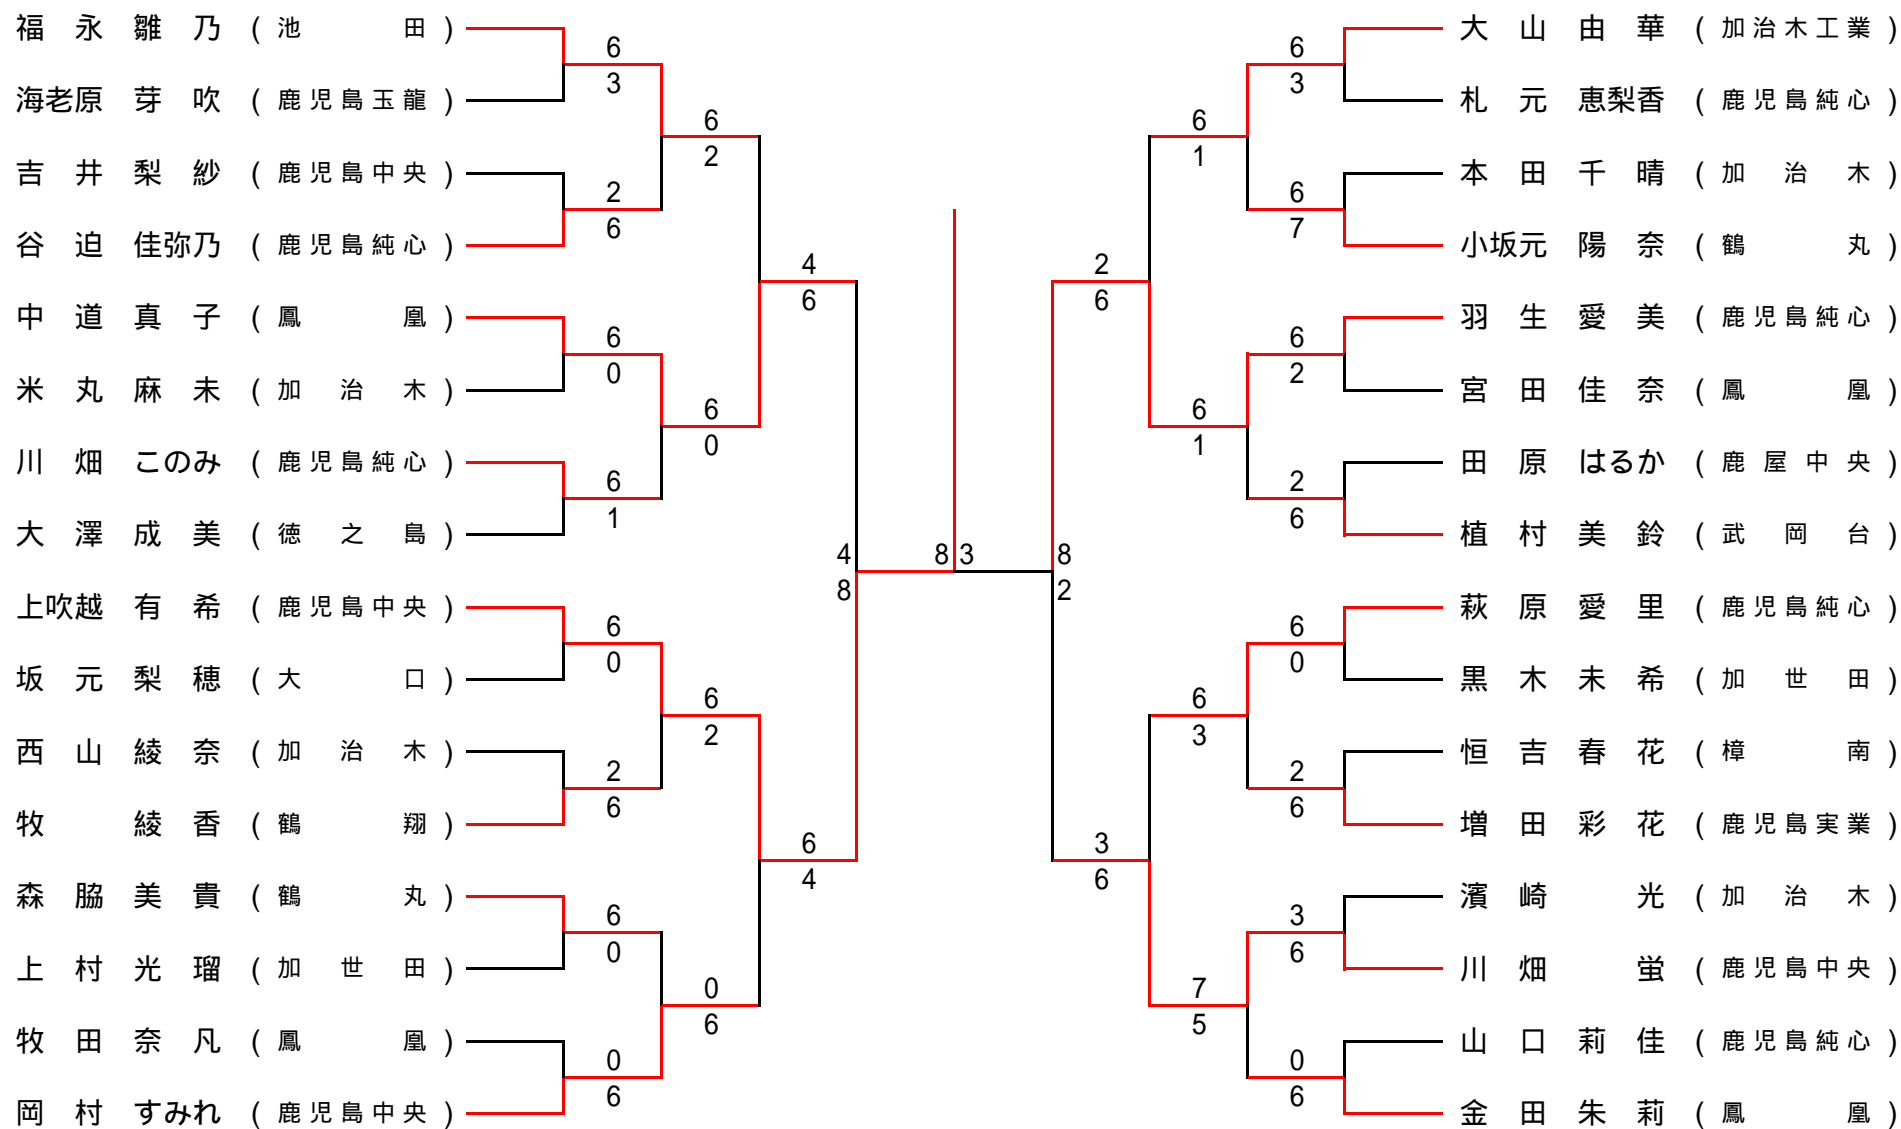 福永雛乃 (池田)
6
3
海老原芽吹 (鹿児島玉龍)
6
2
吉井梨紗 (鹿児島中央)
2
6
谷迫佳弥乃 (鹿児島純心)
4
6
中道真子 (鳳凰)
6
0
米丸麻未 (加治木)
6
0
川畑このみ (鹿児島純心)
6
1
大澤成美 (徳之島)
4
8
上吹越有希 (鹿児島中央)
6
0
坂元梨穂 (大口)
6
2
西山綾奈 (加治木)
2
6
牧綾香 (鶴翔)
6
4
森脇美貴 (鶴丸)
6
0
上村光瑠 (加世田)
0
6
牧田奈凡 (鳳凰)
0
6
岡村すみれ (鹿児島中央)
8 3
大山由華 (加治木工業)
6
3
札元恵梨香 (鹿児島純心)
6
1
本田千晴 (加治木)
6
7
小坂元陽奈 (鶴丸)
2
6
羽生愛美 (鹿児島純心)
6
2
宮田佳奈 (鳳凰)
6
1
田原はるか (鹿屋中央)
2
6
植村美鈴 (武岡台)
8
2
萩原愛里 (鹿児島純心)
6
0
黒木未希 (加世田)
6
3
恒吉春花 (樟南)
2
6
増田彩花 (鹿児島実業)
3
6
濱崎光 (加治木)
3
6
川畑蛍 (鹿児島中央)
7
5
山口莉佳 (鹿児島純心)
0
6
金田朱莉 (鳳凰)